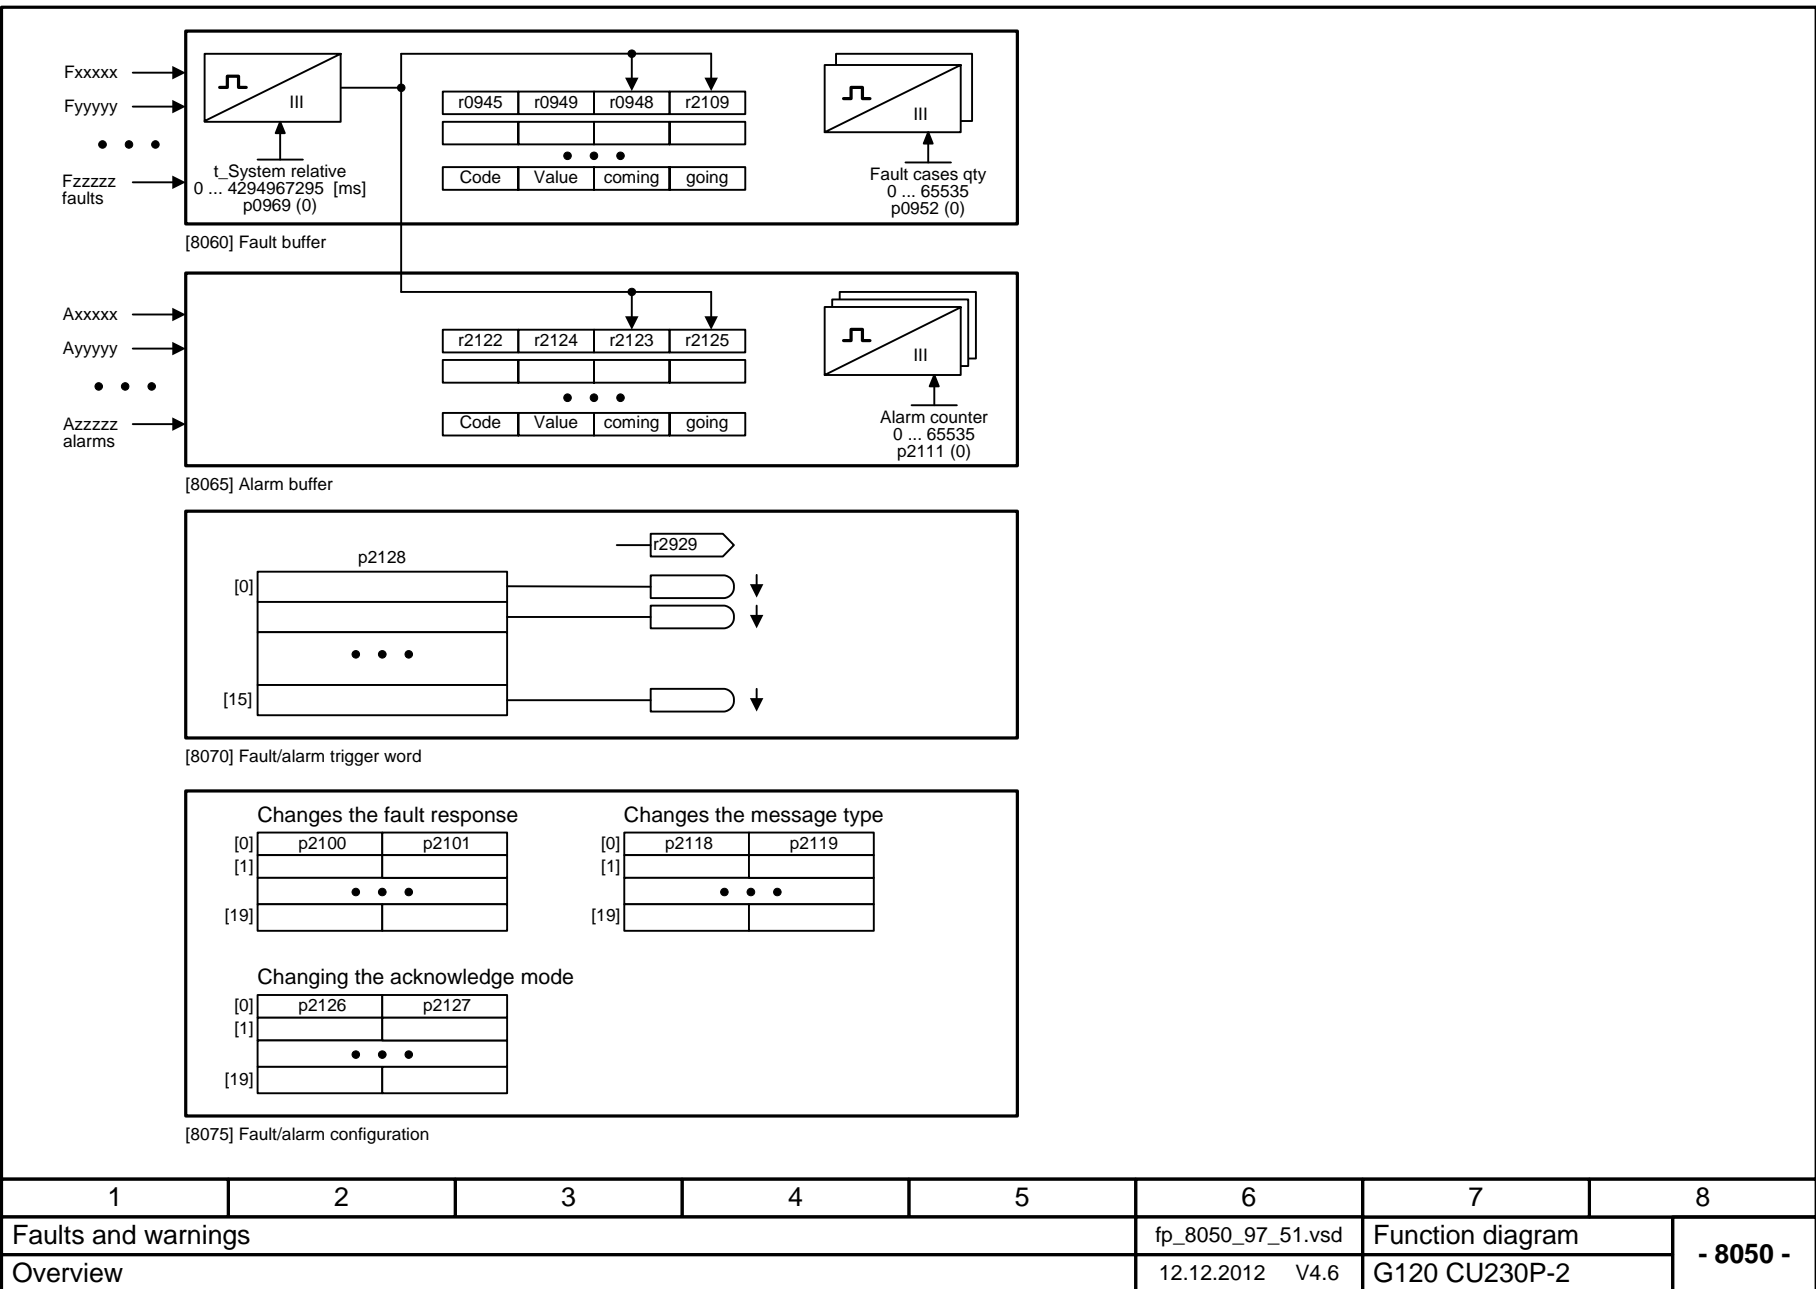 Fxxxxx
Fyyyyy
Fzzzzz
faults
III
t_System relative
0 ... 4294967295 [ms]
p0969 (0)
r0945 r0949 r0948 r2109
Code Value coming going
III
Fault cases qty
0 ... 65535
p0952 (0)
[8060] Fault buffer
Axxxxx
Ayyyyy
Azzzzz
alarms
r2122 r2124 r2123 r2125
Code Value coming going
III
Alarm counter
0 ... 65535
p2111 (0)
[8065] Alarm buffer
p2128
r2929
[0]
[15]
[8070] Fault/alarm trigger word
Changes the fault response
[0] p2100 p2101
[1]
[19]
Changes the message type
[0] p2118 p2119
[1]
[19]
Changing the acknowledge mode
[0] p2126 p2127
[1]
[19]
[8075] Fault/alarm configuration
1 2 3 4 5 6 7 8
Faults and warnings fp_8050_97_51.vsd Function diagram
- 8050 -
Overview 12.12.2012 V4.6 G120 CU230P-2